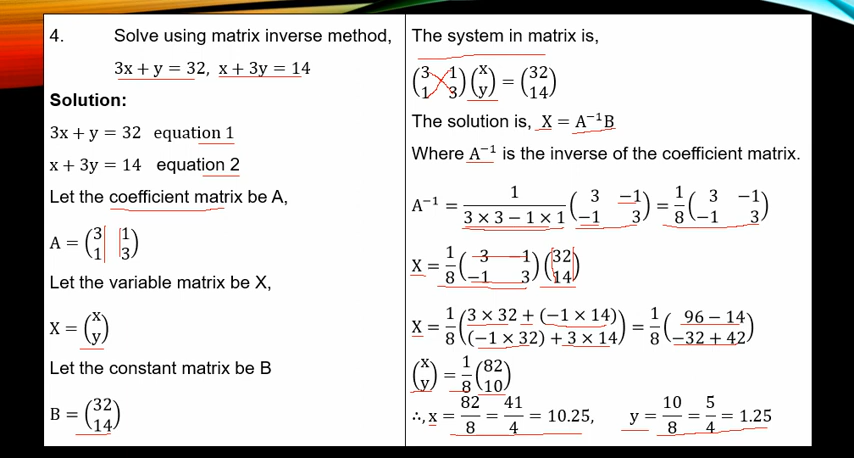 4. Solve using matrix inverse method,
3x + y = 32, x + 3y = 14
Solution:
3x + y = 32 equation 1
x + 3y = 14 equation 2
Let the coefficient matrix be A,
A = (3 1
1 3)
Let the variable matrix be X,
X = (x
y)
Let the constant matrix be B
B = (32
14)
The system in matrix is,
(3 1
1 3)(x
y) = (32
14)
The solution is, X = A⁻¹B
Where A⁻¹ is the inverse of the coefficient matrix.
A⁻¹ = 1/(3 × 3 − 1 × 1) (3 −1
−1 3) = 1/8 (3 −1
−1 3)
X = 1/8 (3 −1
−1 3)(32
14)
X = 1/8 (3 × 32 + (−1 × 14)
(−1 × 32) + 3 × 14) = 1/8 (96 − 14
−32 + 42)
(x
y) = 1/8 (82
10)
∴, x = 82/8 = 41/4 = 10.25, y = 10/8 = 5/4 = 1.25